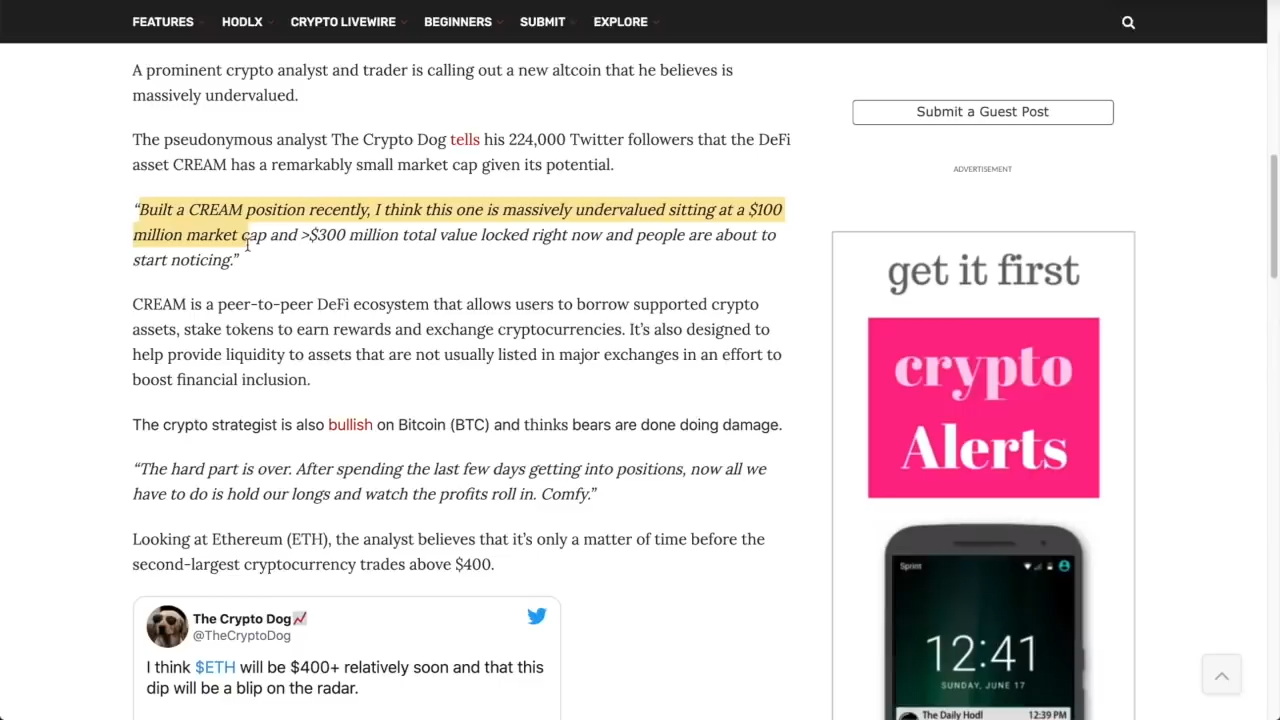 FEATURES HODLX CRYPTO LIVEWIRE BEGINNERS SUBMIT EXPLORE
A prominent crypto analyst and trader is calling out a new altcoin that he believes is
massively undervalued.
The pseudonymous analyst The Crypto Dog tells his 224,000 Twitter followers that the DeFi
asset CREAM has a remarkably small market cap given its potential.
“Built a CREAM position recently, I think this one is massively undervalued sitting at a $100
million market cap and >$300 million total value locked right now and people are about to
start noticing.”
CREAM is a peer-to-peer DeFi ecosystem that allows users to borrow supported crypto
assets, stake tokens to earn rewards and exchange cryptocurrencies. It’s also designed to
help provide liquidity to assets that are not usually listed in major exchanges in an effort to
boost financial inclusion.
The crypto strategist is also bullish on Bitcoin (BTC) and thinks bears are done doing damage.
“The hard part is over. After spending the last few days getting into positions, now all we
have to do is hold our longs and watch the profits roll in. Comfy.”
Looking at Ethereum (ETH), the analyst believes that it’s only a matter of time before the
second-largest cryptocurrency trades above $400.
The Crypto Dog
@TheCryptoDog
I think $ETH will be $400+ relatively soon and that this
dip will be a blip on the radar.
Submit a Guest Post
ADVERTISEMENT
get it first
crypto
Alerts
Sprint
12:41
SUNDAY, JUNE 17
The Daily Hodl 12:39 PM